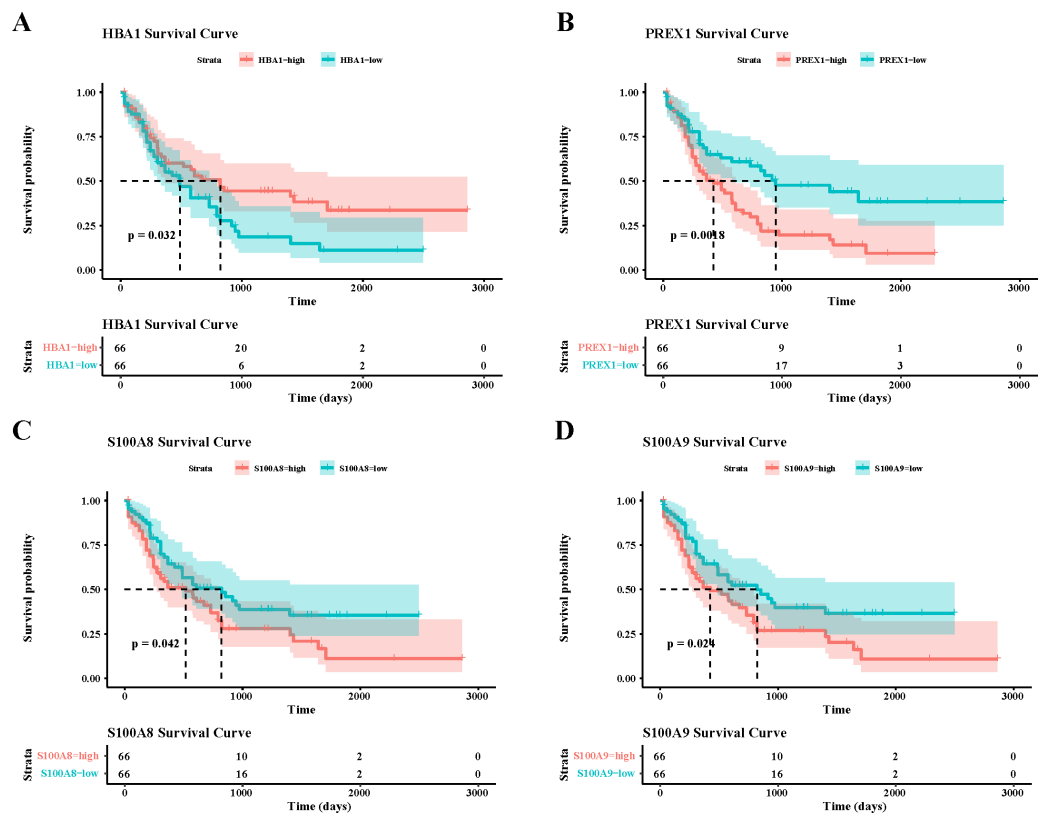 A
HBA1 Survival Curve
Strata HBA1=high HBA1=low
Survival probability
1.00
0.75
0.50
0.25
0.00
p = 0.032
0 1000 2000 3000
Time
HBA1 Survival Curve
Strata
HBA1=high 66 20 2 0
HBA1=low 66 6 2 0
0 1000 2000 3000
Time (days)
B
PREX1 Survival Curve
Strata PREX1=high PREX1=low
Survival probability
1.00
0.75
0.50
0.25
0.00
p = 0.0018
0 1000 2000 3000
Time
PREX1 Survival Curve
Strata
PREX1=high 66 9 1 0
PREX1=low 66 17 3 0
0 1000 2000 3000
Time (days)
C
S100A8 Survival Curve
Strata S100A8=high S100A8=low
Survival probability
1.00
0.75
0.50
0.25
0.00
p = 0.042
0 1000 2000 3000
Time
S100A8 Survival Curve
Strata
S100A8=high 66 10 2 0
S100A8=low 66 16 2 0
0 1000 2000 3000
Time (days)
D
S100A9 Survival Curve
Strata S100A9=high S100A9=low
Survival probability
1.00
0.75
0.50
0.25
0.00
p = 0.024
0 1000 2000 3000
Time
S100A9 Survival Curve
Strata
S100A9=high 66 10 2 0
S100A9=low 66 16 2 0
0 1000 2000 3000
Time (days)